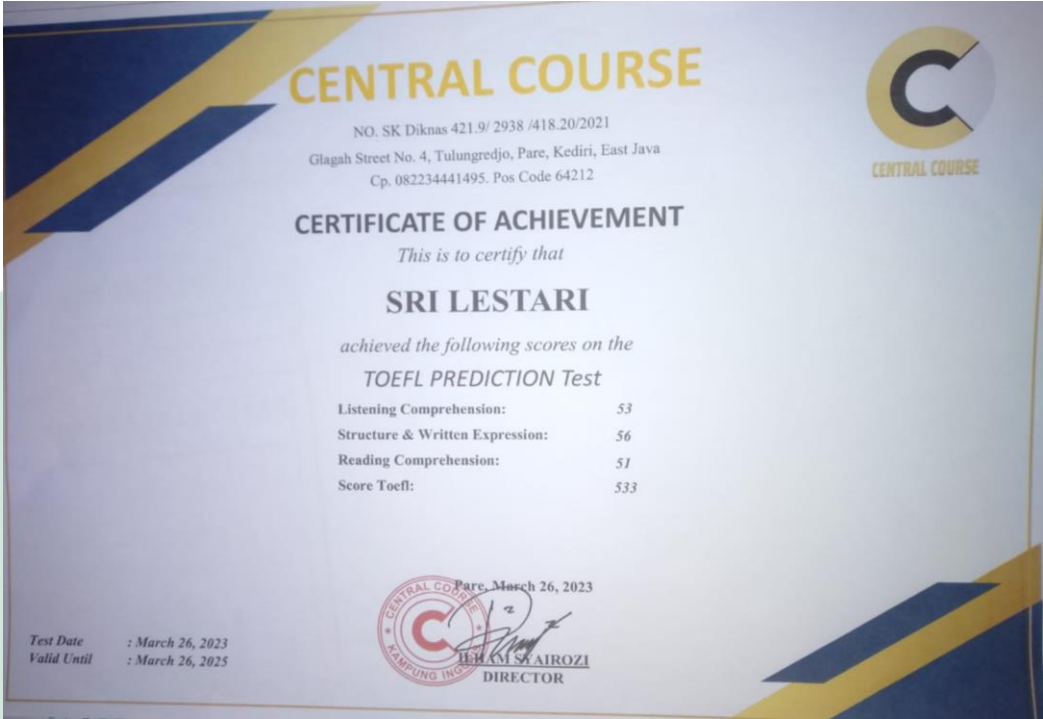 CENTRAL COURSE
NO. SK Diknas 421.9/ 2938 /418.20/2021
Glagah Street No. 4, Tulungredjo, Pare, Kediri, East Java
Cp. 082234441495. Pos Code 64212
CENTRAL COURSE
CERTIFICATE OF ACHIEVEMENT
This is to certify that
SRI LESTARI
achieved the following scores on the
TOEFL PREDICTION Test
Listening Comprehension: 53
Structure & Written Expression: 56
Reading Comprehension: 51
Score Toefl: 533
Pare, March 26, 2023
CENTRAL COURSE
KAMPUNG
Test Date : March 26, 2023
Valid Until : March 26, 2025
SYAIROZI
DIRECTOR